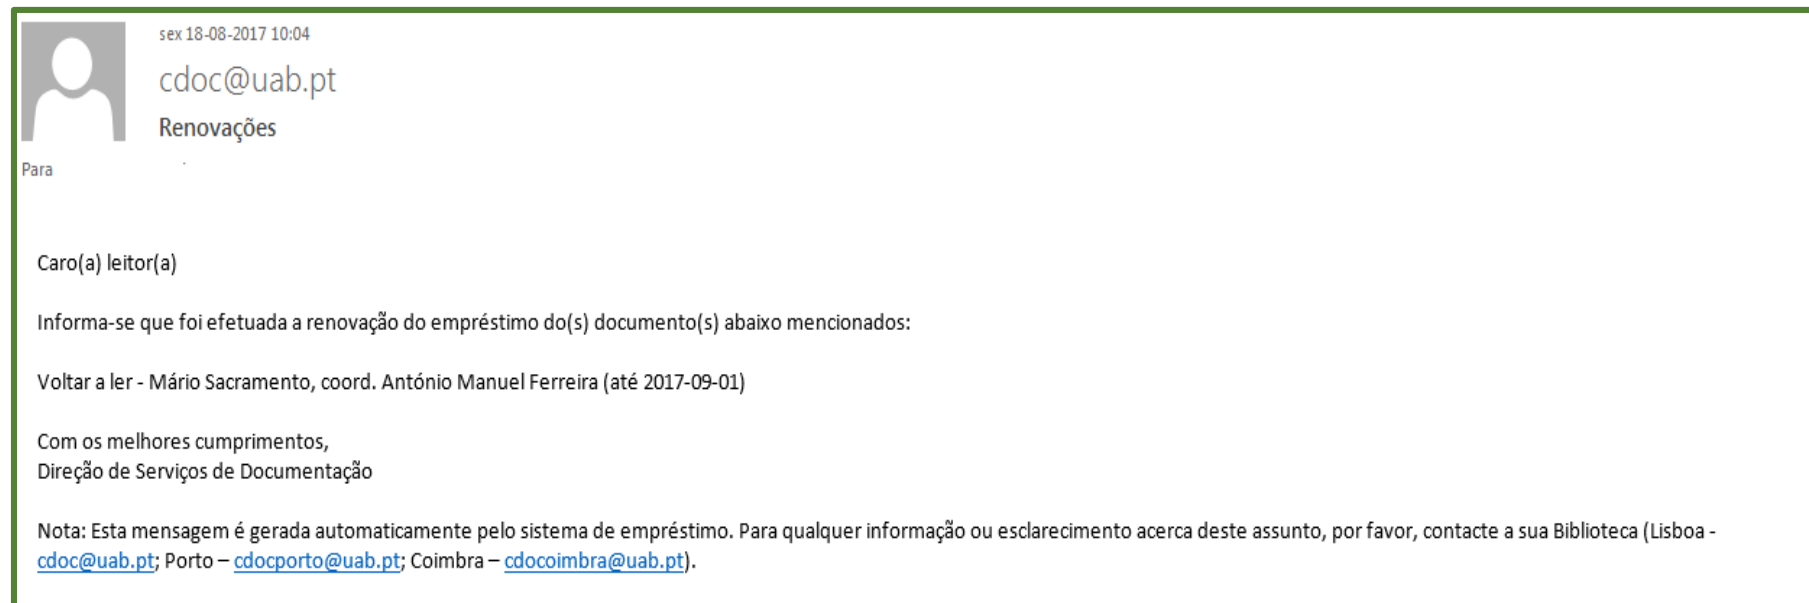 sex 18-08-2017 10:04
cdoc@uab.pt
Renovações
Para
Caro(a) leitor(a)
Informa-se que foi efetuada a renovação do empréstimo do(s) documento(s) abaixo mencionados:
Voltar a ler - Mário Sacramento, coord. António Manuel Ferreira (até 2017-09-01)
Com os melhores cumprimentos,
Direção de Serviços de Documentação
Nota: Esta mensagem é gerada automaticamente pelo sistema de empréstimo. Para qualquer informação ou esclarecimento acerca deste assunto, por favor, contacte a sua Biblioteca (Lisboa -
cdoc@uab.pt; Porto – cdocporto@uab.pt; Coimbra – cdocoimbra@uab.pt).